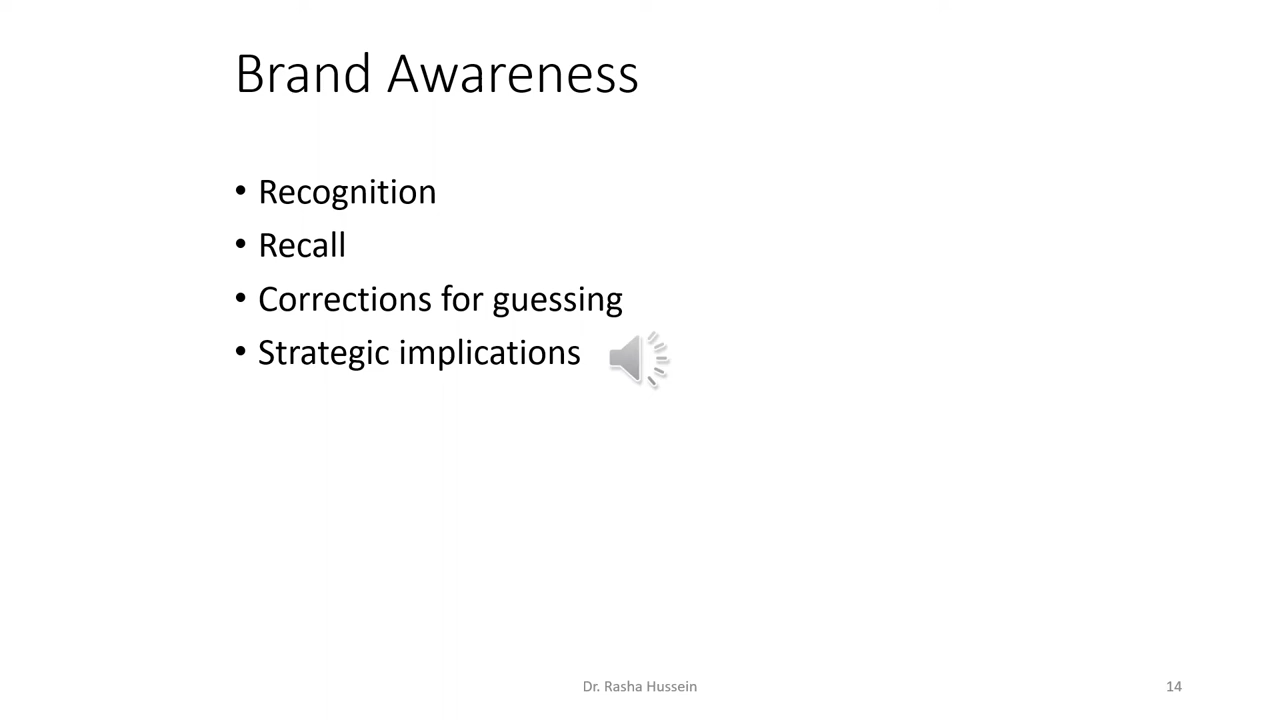 Brand Awareness
• Recognition
• Recall
• Corrections for guessing
• Strategic implications
Dr. Rasha Hussein
14